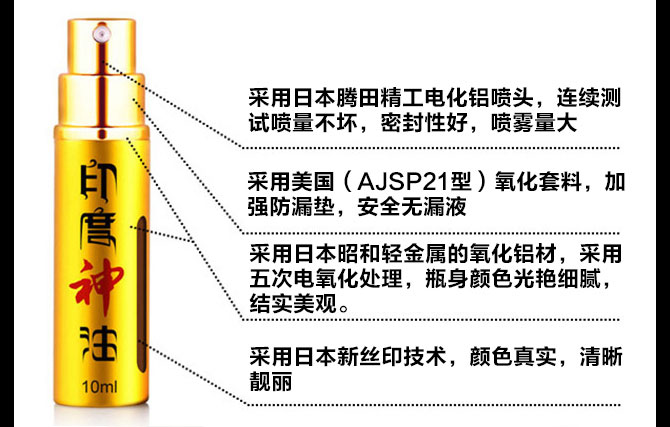 采用日本腾田精工电化铝喷头，连续测
试喷量不坏，密封性好，喷雾量大
采用美国（AJSP21型）氧化套料，加
强防漏垫，安全无漏液
采用日本昭和轻金属的氧化铝材，采用
五次电氧化处理，瓶身颜色光艳细腻，
结实美观。
采用日本新丝印技术，颜色真实，清晰
靓丽
印度神油
10ml